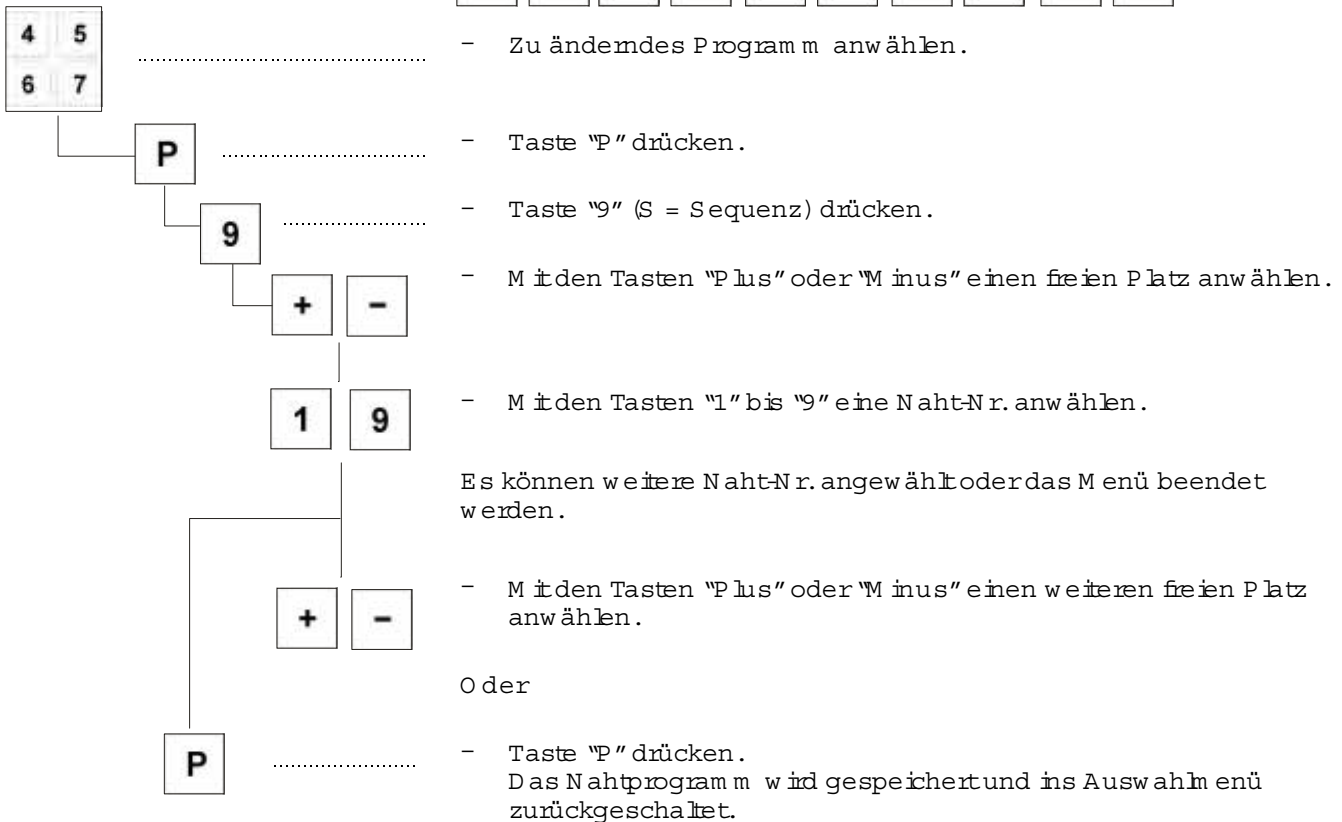 4 5
- Zu änderndes Programm anwählen.
6 7
P
- Taste "P" drücken.
9
- Taste "9" (S = Sequenz) drücken.
+ -
- Mit den Tasten "Plus" oder "Minus" einen freien Platz anwählen.
1 9
- Mit den Tasten "1" bis "9" eine Naht-Nr. anwählen.
Es können weitere Naht-Nr. angewählt oder das Menü beendet
werden.
+ -
- Mit den Tasten "Plus" oder "Minus" einen weiteren freien Platz
anwählen.
Oder
P
- Taste "P" drücken.
Das Nahtprogramm wird gespeichert und ins Auswahlmenü
zurückgeschaltet.